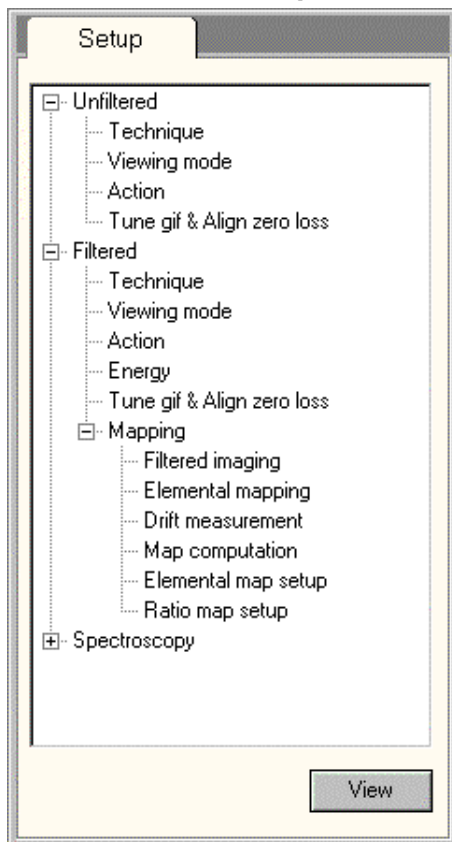 Setup
Unfiltered
Technique
Viewing mode
Action
Tune gif & Align zero loss
Filtered
Technique
Viewing mode
Action
Energy
Tune gif & Align zero loss
Mapping
Filtered imaging
Elemental mapping
Drift measurement
Map computation
Elemental map setup
Ratio map setup
Spectroscopy
View